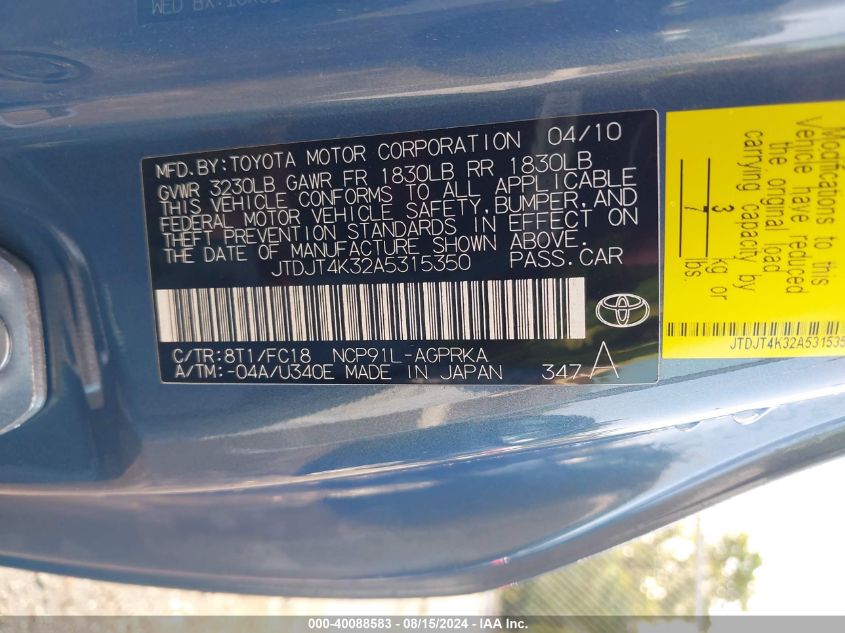 MFD.BY:TOYOTA MOTOR CORPORATION 04/10
GVWR 3230LB GAWR FR 1830LB RR 1830LB
THIS VEHICLE CONFORMS TO ALL APPLICABLE
FEDERAL MOTOR VEHICLE SAFETY,BUMPER,AND
THEFT PREVENTION STANDARDS IN EFFECT ON
THE DATE OF MANUFACTURE SHOWN ABOVE.
JTDJT4K32A5315350 PASS.CAR
C/TR:8T1/FC18 NCP91L-AGPRKA
A/TM:-04A/U340E MADE IN JAPAN 347 A
Modifications to this
Vehicle have reduced
the original load
carrying capacity by
3 kg or
7 lbs.
JTDJT4K32A531535
000-40088583 - 08/15/2024 - IAA Inc.